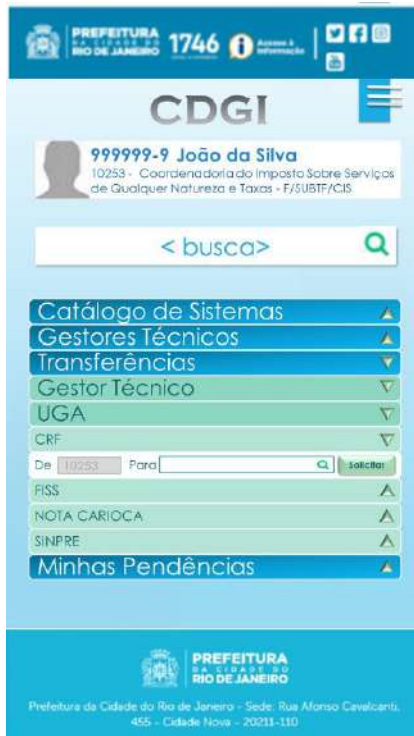 PREFEITURA
DA CIDADE DO
RIO DE JANEIRO
1746
Acesso à
Informação
CDGI
999999-9 João da Silva
10253 - Coordenadoria do Imposto Sobre Serviços
de Qualquer Natureza e Taxas - F/SUBTF/CIS
< busca>
Catálogo de Sistemas
Gestores Técnicos
Transferências
Gestor Técnico
UGA
CRF
De 10253 Para Solicitar
FISS
NOTA CARIOCA
SINPRE
Minhas Pendências
PREFEITURA
DA CIDADE DO
RIO DE JANEIRO
Prefeitura da Cidade do Rio de Janeiro - Sede: Rua Afonso Cavalcanti,
455 - Cidade Nova - 20211-110